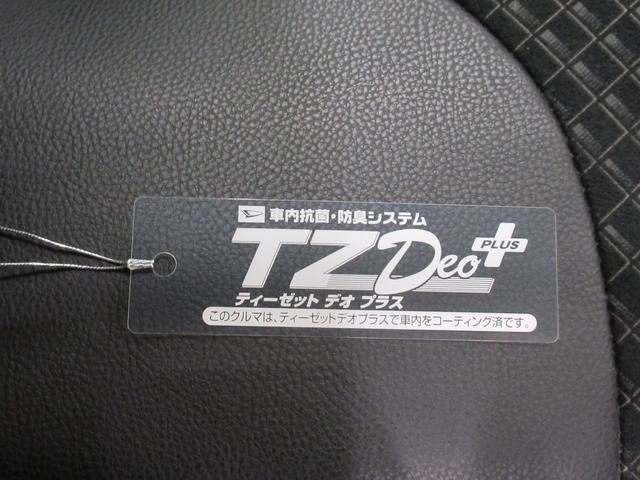 車内抗菌・防臭システム
TZ Deo PLUS
ティーゼット デオ プラス
このクルマは、ティーゼットデオプラスで車内をコーティング済です。